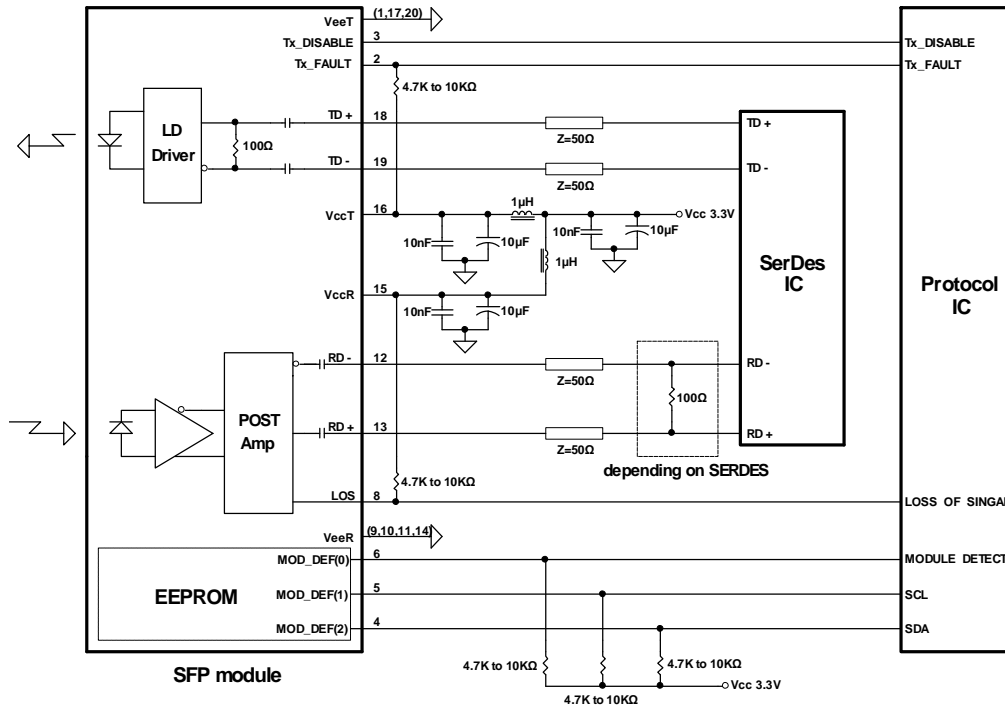 VeeT
(1,17,20)
Tx_DISABLE
3
Tx_DISABLE
Tx_FAULT
2
Tx_FAULT
4.7K to 10KΩ
LD
Driver
100Ω
TD +
18
Z=50Ω
TD +
TD -
19
Z=50Ω
TD -
VccT
16
1µH
Vcc 3.3V
10nF
10µF
10nF
10µF
1µH
VccR
15
10nF
10µF
SerDes
IC
Protocol
IC
POST
Amp
RD -
12
Z=50Ω
RD -
100Ω
RD +
13
Z=50Ω
RD +
depending on SERDES
4.7K to 10KΩ
LOS
8
LOSS OF SINGAL
VeeR
(9,10,11,14)
EEPROM
MOD_DEF(0)
6
MODULE DETECT
MOD_DEF(1)
5
SCL
MOD_DEF(2)
4
SDA
4.7K to 10KΩ
4.7K to 10KΩ
4.7K to 10KΩ
Vcc 3.3V
SFP module